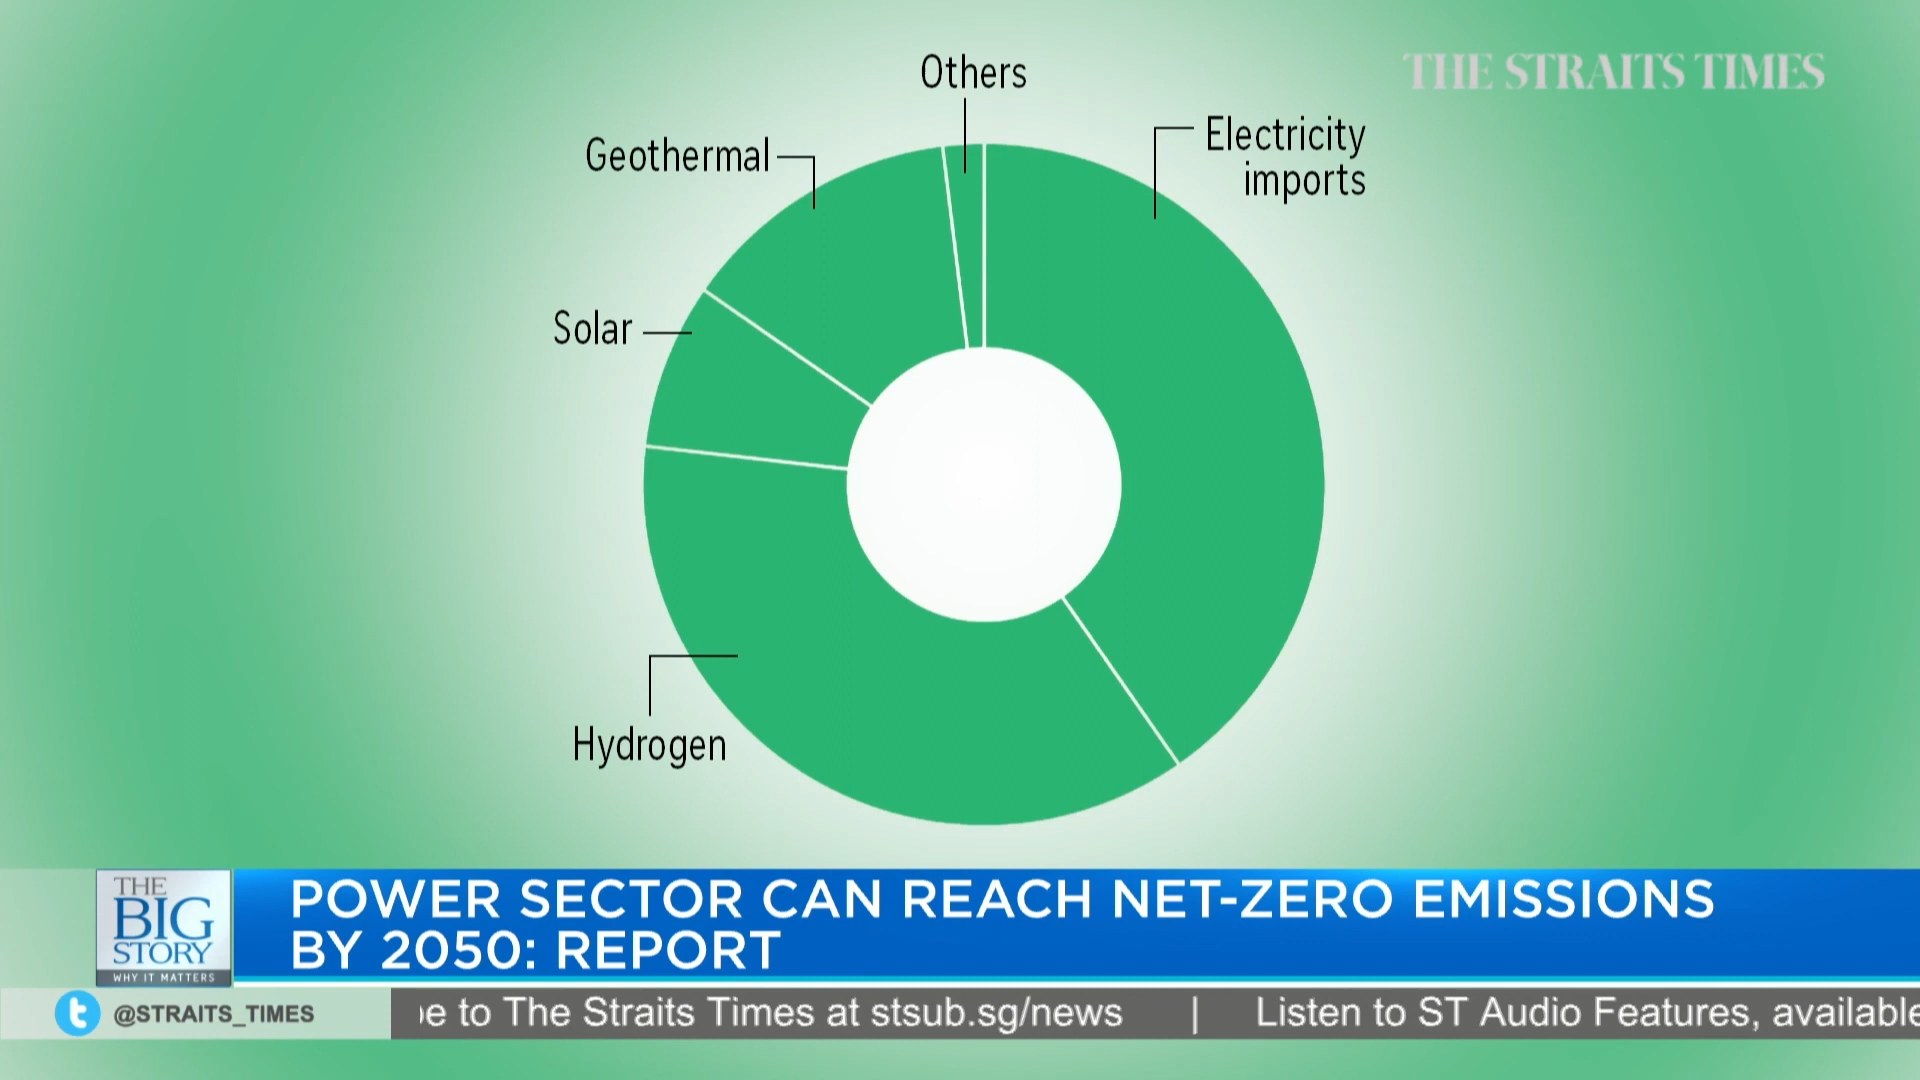 THE STRAITS TIMES
Others
Geothermal
Electricity
imports
Solar
Hydrogen
THE
BIG
STORY
WHY IT MATTERS
POWER SECTOR CAN REACH NET-ZERO EMISSIONS
BY 2050: REPORT
@STRAITS_TIMES
to The Straits Times at stsub.sg/news | Listen to ST Audio Features, available